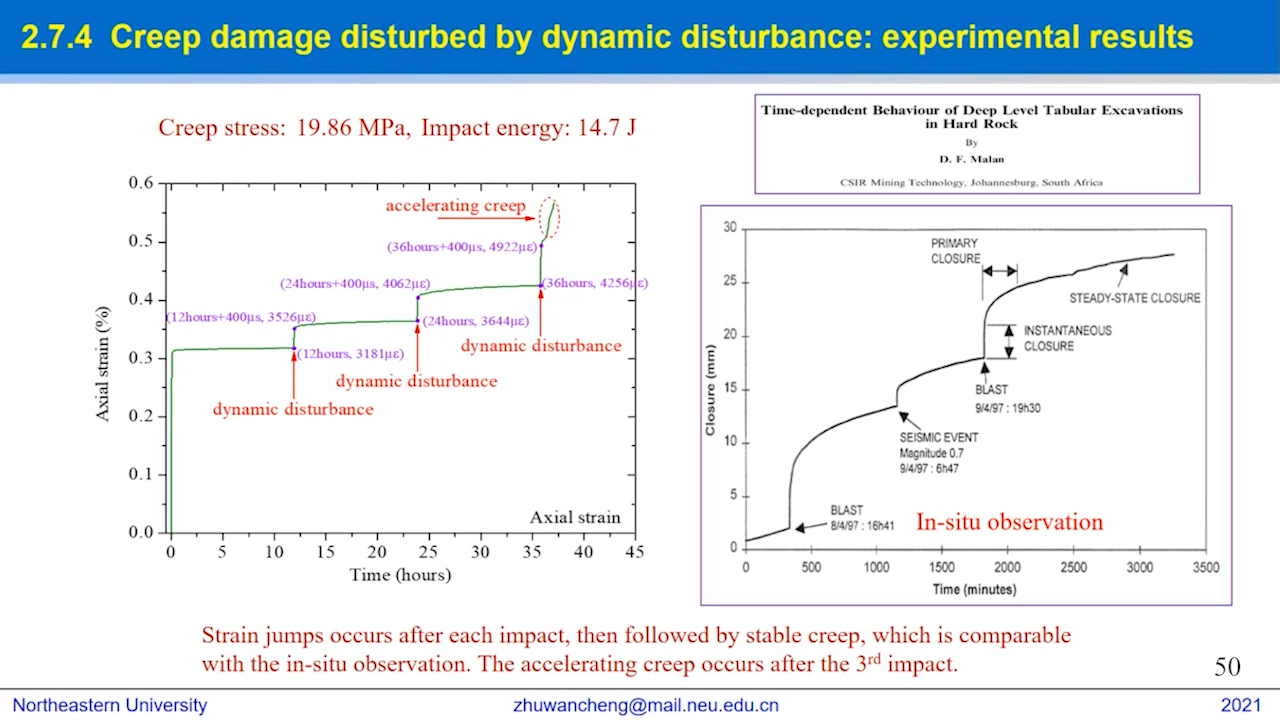 2.7.4 Creep damage disturbed by dynamic disturbance: experimental results
Creep stress: 19.86 MPa, Impact energy: 14.7 J
0.6
0.5
0.4
0.3
0.2
0.1
0.0
Axial strain (%)
accelerating creep
(36hours+400μs, 4922με)
(24hours+400μs, 4062με)
(36hours, 4256με)
(12hours+400μs, 3526με)
(24hours, 3644με)
(12hours, 3181με)
dynamic disturbance
dynamic disturbance
dynamic disturbance
Axial strain
0 5 10 15 20 25 30 35 40 45
Time (hours)
Time-dependent Behaviour of Deep Level Tabular Excavations
in Hard Rock
By
D. F. Malan
CSIR Mining Technology, Johannesburg, South Africa
30
25
20
15
10
5
0
Closure (mm)
PRIMARY
CLOSURE
STEADY-STATE CLOSURE
INSTANTANEOUS
CLOSURE
BLAST
9/4/97 : 19h30
SEISMIC EVENT
Magnitude 0.7
9/4/97 : 6h47
BLAST
8/4/97 : 16h41
In-situ observation
0 500 1000 1500 2000 2500 3000 3500
Time (minutes)
Strain jumps occurs after each impact, then followed by stable creep, which is comparable
with the in-situ observation. The accelerating creep occurs after the 3rd impact.
50
Northeastern University
zhuwancheng@mail.neu.edu.cn
2021